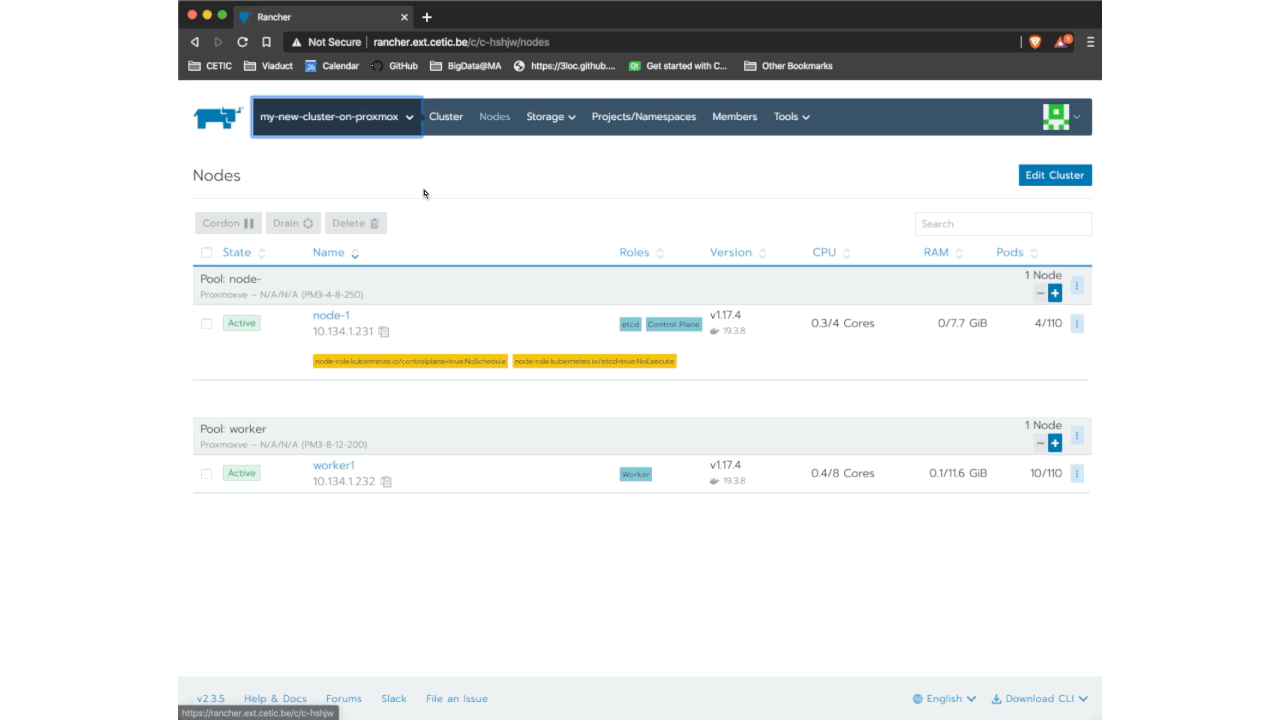 Rancher
Not Secure rancher.ext.cetic.be/c/c-hshjw/nodes
CETIC Viaduct Calendar GitHub BigData@MA https://3loc.github.... Get started with C... Other Bookmarks
my-new-cluster-on-proxmox Cluster Nodes Storage Projects/Namespaces Members Tools
Nodes Edit Cluster
Cordon Drain Delete Search
State Name Roles Version CPU RAM Pods
Pool: node- 1 Node
Proxmoxve – N/A/N/A (PM3-4-8-250)
Active node-1 etcd Control Plane v1.17.4 0.3/4 Cores 0/7.7 GiB 4/110
10.134.1.231 19.3.8
node-role.kubernetes.io/controlplane=true:NoSchedule node-role.kubernetes.io/etcd=true:NoExecute
Pool: worker 1 Node
Proxmoxve – N/A/N/A (PM3-8-12-200)
Active worker1 Worker v1.17.4 0.4/8 Cores 0.1/11.6 GiB 10/110
10.134.1.232 19.3.8
v2.3.5 Help & Docs Forums Slack File an Issue English Download CLI
https://rancher.ext.cetic.be/c/c-hshjw